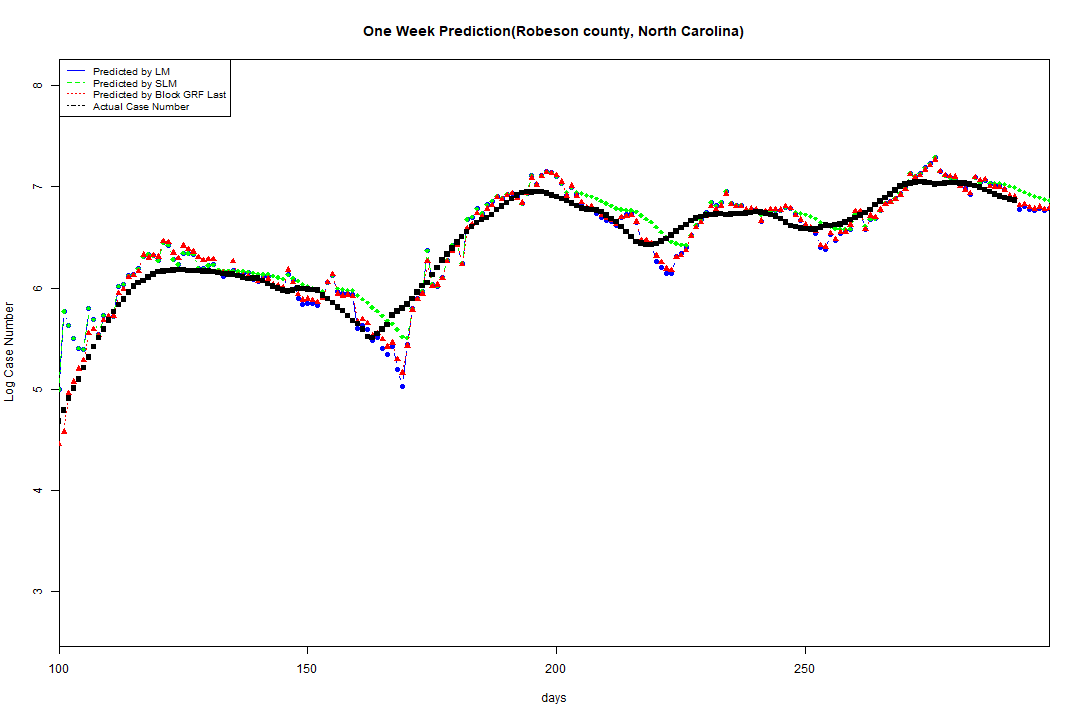 One Week Prediction(Robeson county, North Carolina)
Predicted by LM
Predicted by SLM
Predicted by Block GRF Last
Actual Case Number
8
7
6
5
4
3
Log Case Number
100 150 200 250
days